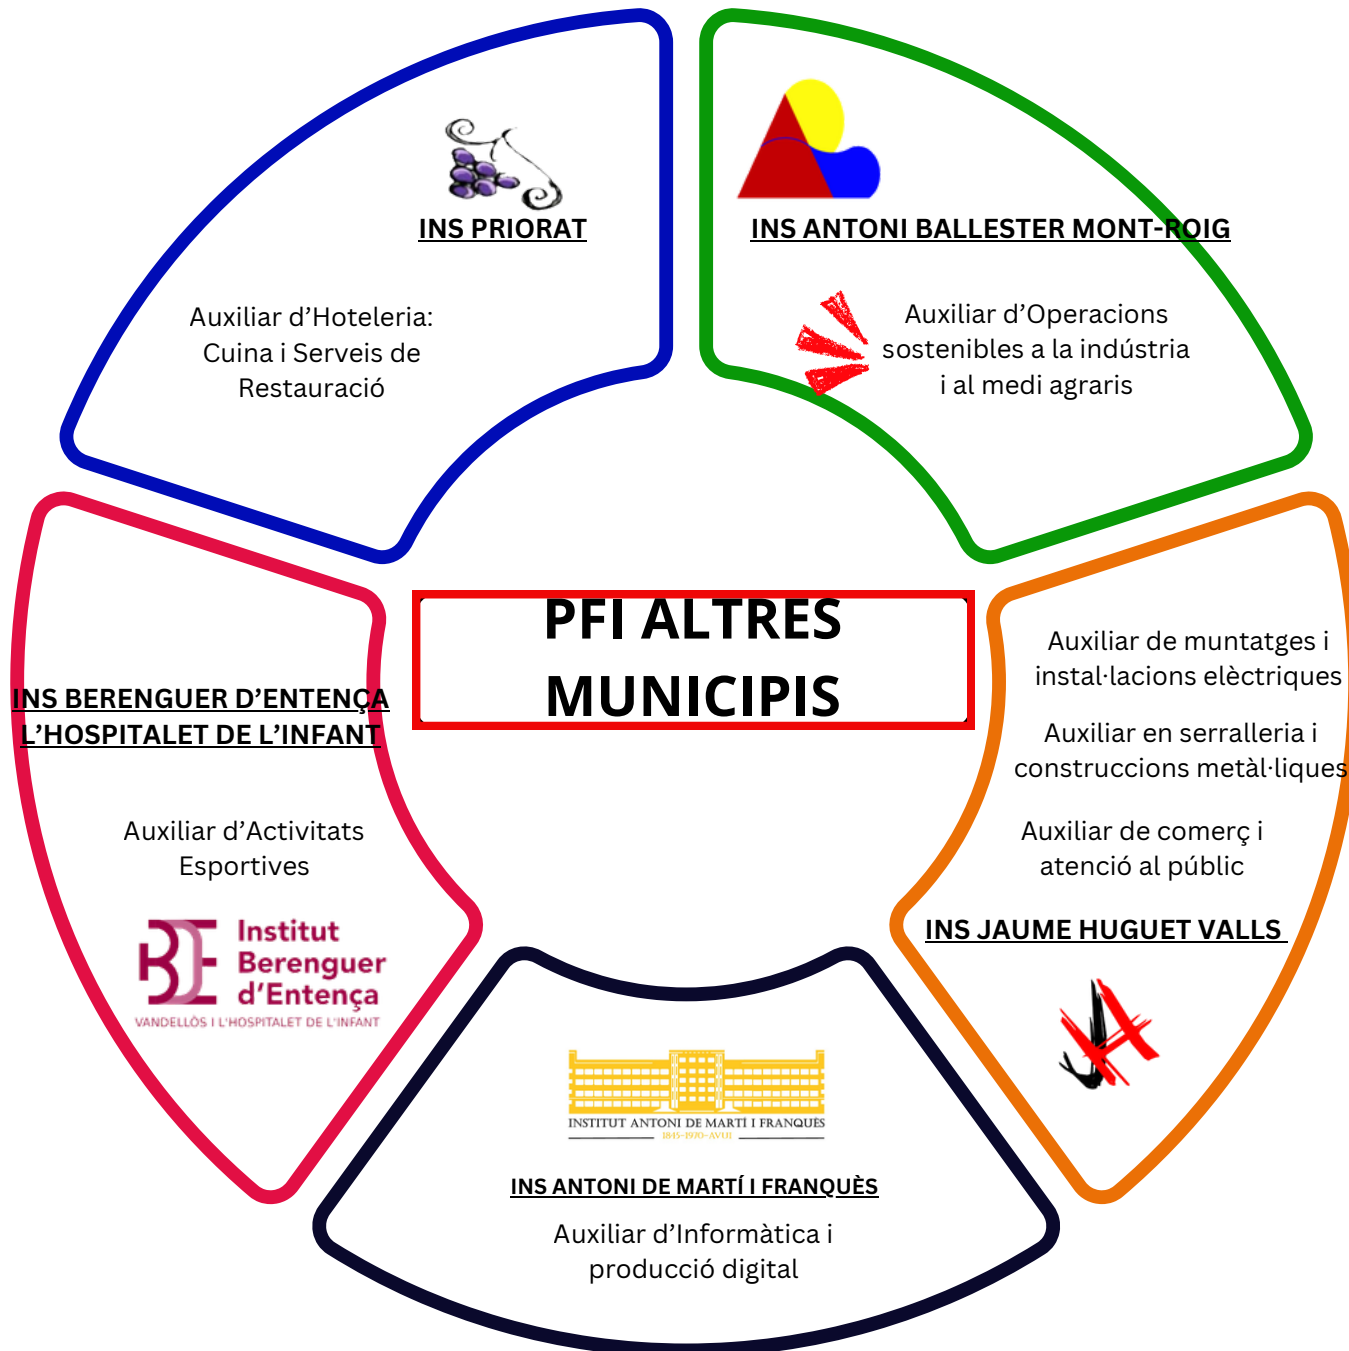 INS PRIORAT
Auxiliar d’Hoteleria:
Cuina i Serveis de
Restauració
INS ANTONI BALLESTER MONT-ROIG
Auxiliar d’Operacions
sostenibles a la indústria
i al medi agraris
PFI ALTRES
MUNICIPIS
INS BERENGUER D’ENTENÇA
L’HOSPITALET DE L’INFANT
Auxiliar d’Activitats
Esportives
Institut
Berenguer
d’Entença
VANDELLÒS I L’HOSPITALET DE L’INFANT
Auxiliar de muntatges i
instal·lacions elèctriques
Auxiliar en serralleria i
construccions metàl·liques
Auxiliar de comerç i
atenció al públic
INS JAUME HUGUET VALLS
INSTITUT ANTONI DE MARTÍ I FRANQUÈS
1845-1970-AVUI
INS ANTONI DE MARTÍ I FRANQUÈS
Auxiliar d’Informàtica i
producció digital